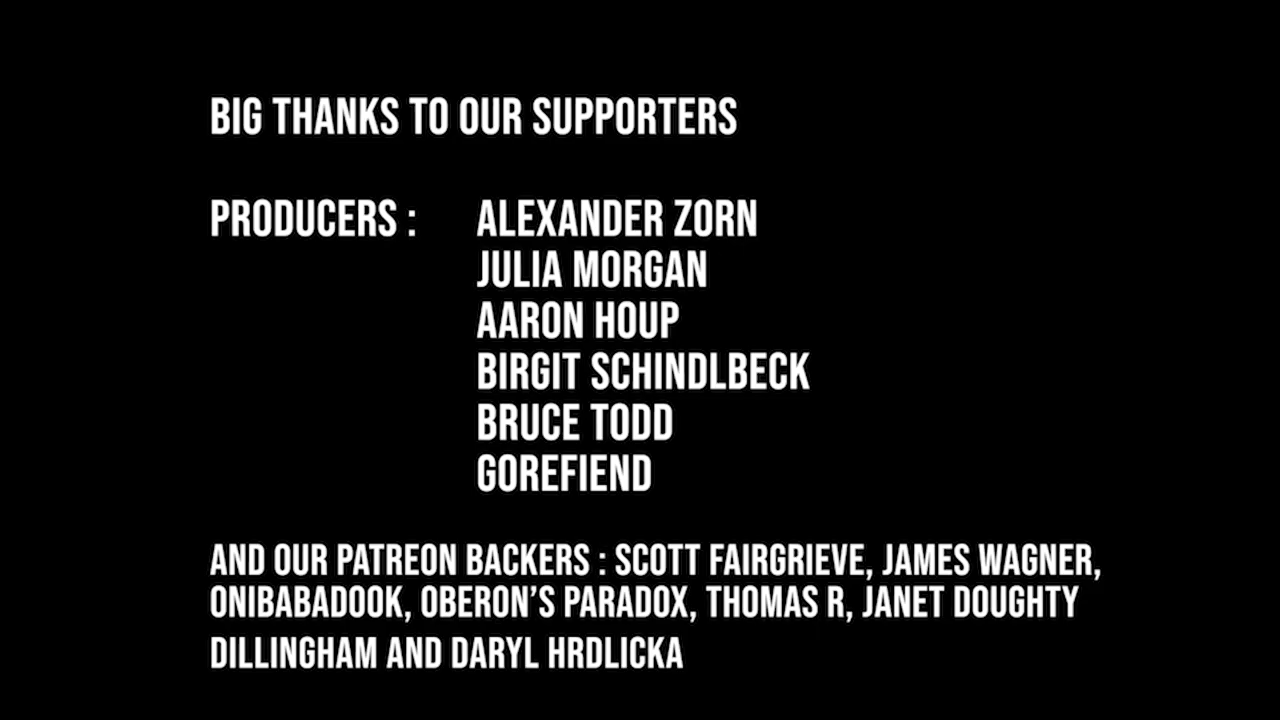 BIG THANKS TO OUR SUPPORTERS
PRODUCERS : ALEXANDER ZORN
JULIA MORGAN
AARON HOUP
BIRGIT SCHINDLBECK
BRUCE TODD
GOREFIEND
AND OUR PATREON BACKERS : SCOTT FAIRGRIEVE, JAMES WAGNER,
ONIBABADOOK, OBERON’S PARADOX, THOMAS R, JANET DOUGHTY
DILLINGHAM AND DARYL HRDLICKA